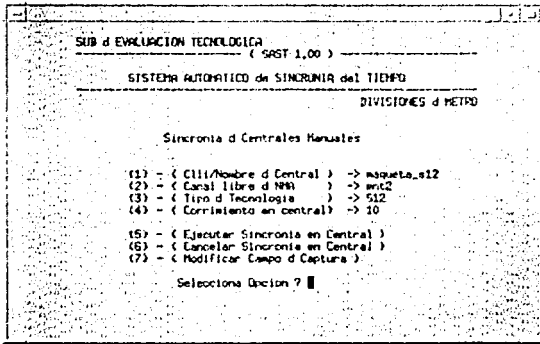 SUB d EVALUACION TECNOLOGICA
( SAST 1.00 )
SISTEMA AUTOMATICO de SINCRONIA del TIEMPO
DIVISIONES d METRO
Sincronia d Centrales Manuales
(1) - ( Clli/Nombre d Central ) -> maqueta_s12
(2) - ( Canal libre d NMA ) -> mnt2
(3) - ( Tipo d Tecnologia ) -> S12
(4) - ( Corrimiento en central) -> 10
(5) - ( Ejecutar Sincronia en Central )
(6) - ( Cancelar Sincronia en Central )
(7) - ( Modificar Campo d Captura )
Selecciona Opcion ?